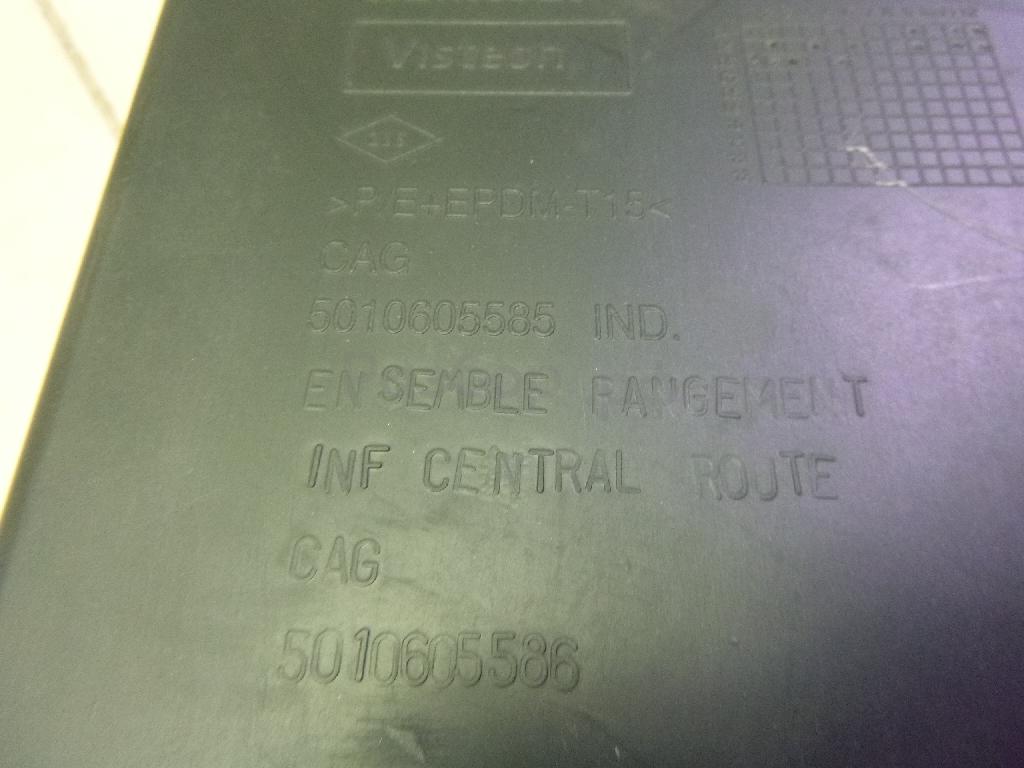 Visteon
>P/E+EPDM-T15<
CAG
5010605585 IND.
ENSEMBLE RANGEMENT
INF CENTRAL ROUTE
CAG
5010605586